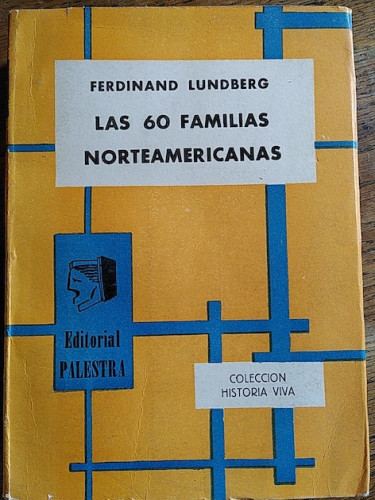 FERDINAND LUNDBERG
LAS 60 FAMILIAS
NORTEAMERICANAS
Editorial
PALESTRA
COLECCION
HISTORIA VIVA